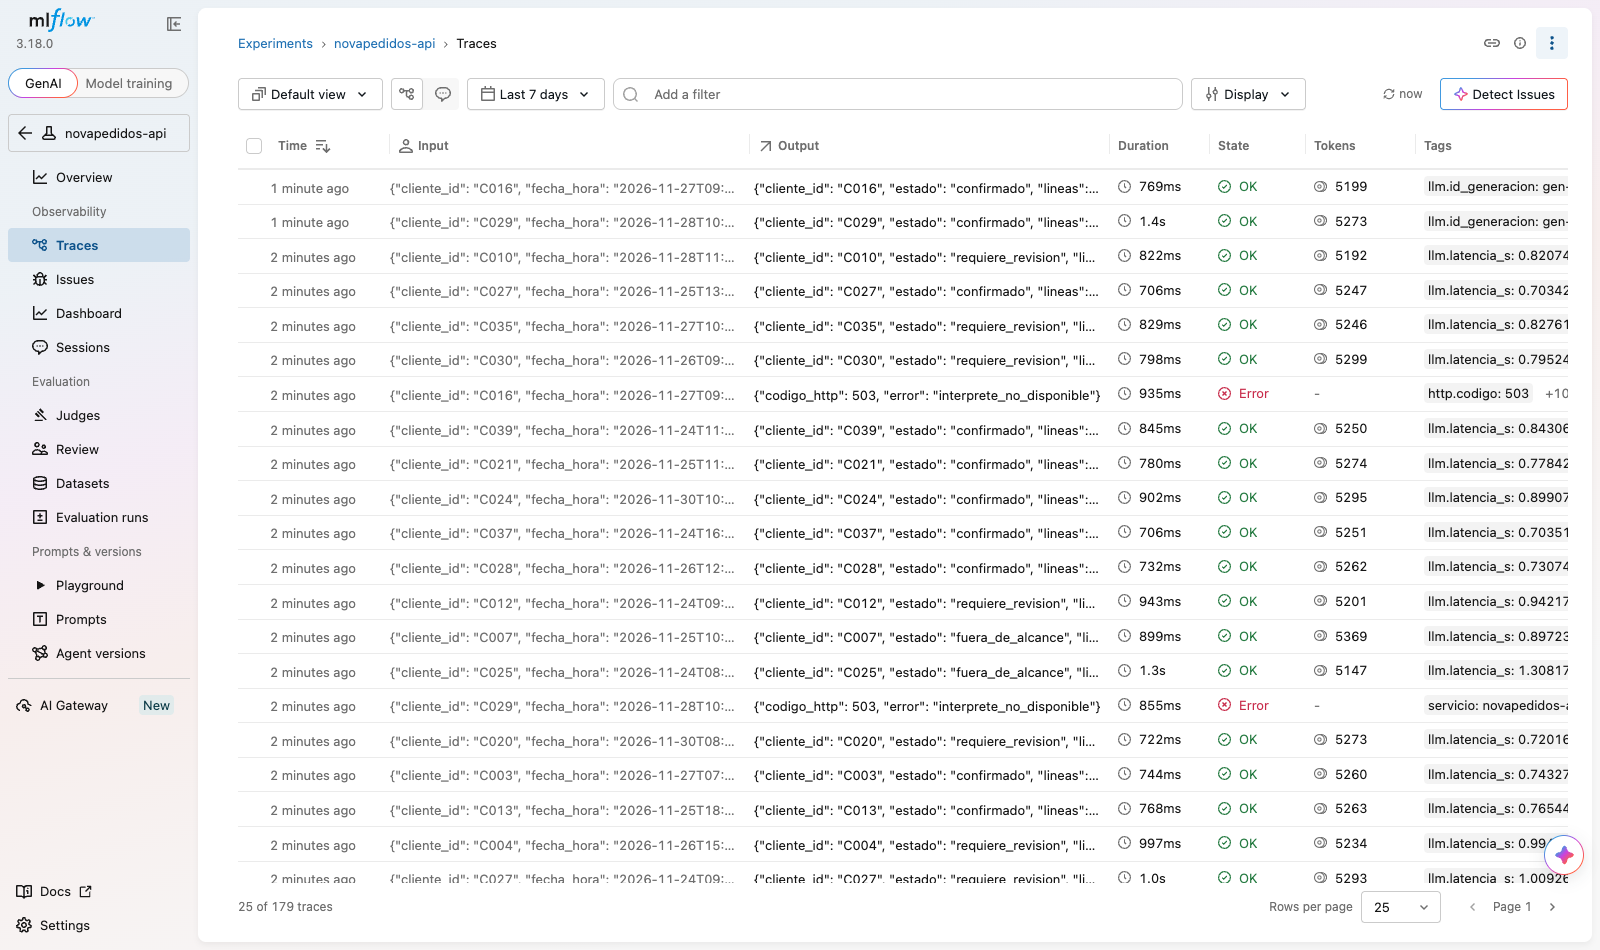 mlflow
3.18.0
GenAI Model training
novapedidos-api
Overview
Observability
Traces
Issues
Dashboard
Sessions
Evaluation
Judges
Review
Datasets
Evaluation runs
Prompts & versions
Playground
Prompts
Agent versions
AI Gateway New
Docs
Settings
Experiments › novapedidos-api › Traces
Default view Last 7 days Add a filter Display now Detect Issues
Time Input Output Duration State Tokens Tags
1 minute ago {"cliente_id": "C016", "fecha_hora": "2026-11-27T09:... {"cliente_id": "C016", "estado": "confirmado", "lineas":... 769ms OK 5199 llm.id_generacion: gen-
1 minute ago {"cliente_id": "C029", "fecha_hora": "2026-11-28T10:... {"cliente_id": "C029", "estado": "confirmado", "lineas":... 1.4s OK 5273 llm.id_generacion: gen-
2 minutes ago {"cliente_id": "C010", "fecha_hora": "2026-11-28T11:... {"cliente_id": "C010", "estado": "requiere_revision", "li... 822ms OK 5192 llm.latencia_s: 0.82074
2 minutes ago {"cliente_id": "C027", "fecha_hora": "2026-11-25T13:... {"cliente_id": "C027", "estado": "confirmado", "lineas":... 706ms OK 5247 llm.latencia_s: 0.70342
2 minutes ago {"cliente_id": "C035", "fecha_hora": "2026-11-27T10:... {"cliente_id": "C035", "estado": "requiere_revision", "li... 829ms OK 5246 llm.latencia_s: 0.82761
2 minutes ago {"cliente_id": "C030", "fecha_hora": "2026-11-26T09:... {"cliente_id": "C030", "estado": "requiere_revision", "li... 798ms OK 5299 llm.latencia_s: 0.79524
2 minutes ago {"cliente_id": "C016", "fecha_hora": "2026-11-27T09:... {"codigo_http": 503, "error": "interprete_no_disponible"} 935ms Error - http.codigo: 503 +10
2 minutes ago {"cliente_id": "C039", "fecha_hora": "2026-11-24T11:... {"cliente_id": "C039", "estado": "confirmado", "lineas":... 845ms OK 5250 llm.latencia_s: 0.84306
2 minutes ago {"cliente_id": "C021", "fecha_hora": "2026-11-25T11:... {"cliente_id": "C021", "estado": "confirmado", "lineas":... 780ms OK 5274 llm.latencia_s: 0.77842
2 minutes ago {"cliente_id": "C024", "fecha_hora": "2026-11-30T10:... {"cliente_id": "C024", "estado": "confirmado", "lineas":... 902ms OK 5295 llm.latencia_s: 0.89907
2 minutes ago {"cliente_id": "C037", "fecha_hora": "2026-11-24T16:... {"cliente_id": "C037", "estado": "confirmado", "lineas":... 706ms OK 5251 llm.latencia_s: 0.70351
2 minutes ago {"cliente_id": "C028", "fecha_hora": "2026-11-26T12:... {"cliente_id": "C028", "estado": "confirmado", "lineas":... 732ms OK 5262 llm.latencia_s: 0.73074
2 minutes ago {"cliente_id": "C012", "fecha_hora": "2026-11-24T09:... {"cliente_id": "C012", "estado": "requiere_revision", "li... 943ms OK 5201 llm.latencia_s: 0.94217
2 minutes ago {"cliente_id": "C007", "fecha_hora": "2026-11-25T10:... {"cliente_id": "C007", "estado": "fuera_de_alcance", "li... 899ms OK 5369 llm.latencia_s: 0.89723
2 minutes ago {"cliente_id": "C025", "fecha_hora": "2026-11-24T08:... {"cliente_id": "C025", "estado": "fuera_de_alcance", "li... 1.3s OK 5147 llm.latencia_s: 1.30817
2 minutes ago {"cliente_id": "C029", "fecha_hora": "2026-11-28T10:... {"codigo_http": 503, "error": "interprete_no_disponible"} 855ms Error - servicio: novapedidos-a
2 minutes ago {"cliente_id": "C020", "fecha_hora": "2026-11-30T08:... {"cliente_id": "C020", "estado": "requiere_revision", "li... 722ms OK 5273 llm.latencia_s: 0.72016
2 minutes ago {"cliente_id": "C003", "fecha_hora": "2026-11-27T07:... {"cliente_id": "C003", "estado": "confirmado", "lineas":... 744ms OK 5260 llm.latencia_s: 0.74327
2 minutes ago {"cliente_id": "C013", "fecha_hora": "2026-11-25T18:... {"cliente_id": "C013", "estado": "confirmado", "lineas":... 768ms OK 5263 llm.latencia_s: 0.76544
2 minutes ago {"cliente_id": "C004", "fecha_hora": "2026-11-26T15:... {"cliente_id": "C004", "estado": "requiere_revision", "li... 997ms OK 5234 llm.latencia_s: 0.99
2 minutes ago {"cliente_id": "C027", "fecha_hora": "2026-11-24T09:... {"cliente_id": "C027", "estado": "requiere_revision", "li... 1.0s OK 5293 llm.latencia_s: 1.00926
25 of 179 traces Rows per page 25 Page 1